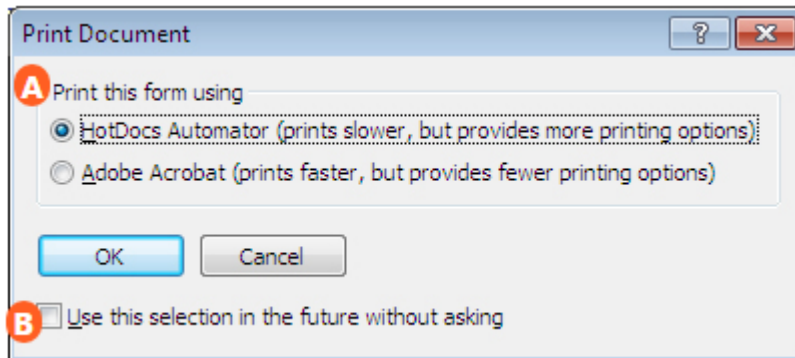 Print Document
?
A
Print this form using
HotDocs Automator (prints slower, but provides more printing options)
Adobe Acrobat (prints faster, but provides fewer printing options)
OK Cancel
B
Use this selection in the future without asking